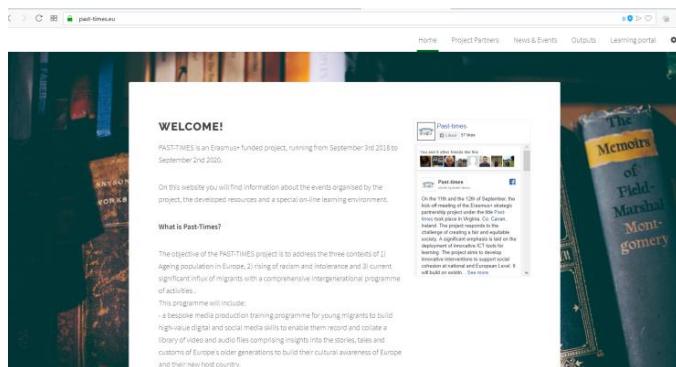 past-times.eu
Home Project Partners News & Events Outputs Learning portal
WELCOME!
PAST-TIMES is an Erasmus+ funded project, running from September 3rd 2018 to
September 2nd 2020.
On this website you will find information about the events organised by the
project, the developed resources and a special on-line learning environment.
What is Past-Times?
The objective of the PAST-TIMES project is to address the three contexts of 1)
Ageing population in Europe, 2) rising of racism and intolerance and 3) current
significant influx of migrants with a comprehensive intergenerational programme
of activities .
This programme will include:
- a bespoke media production training programme for young migrants to build
high-value digital and social media skills to enable them record and collate a
library of video and audio files comprising insights into the stories, tales and
customs of Europe's older generations to build their cultural awareness of Europe
and their new host country.
Past-times
57 likes
You and 8 other friends like this
Past-times
On the 11th and the 12th of September, the
kick-off meeting of the Erasmus+ strategic
partnership project under the title Past-
times took place in Virginia, Co. Cavan,
Ireland. The project responds to the
challenge of creating a fair and equitable
society. A significant emphasis is laid on the
deployment of innovative ICT tools for
learning. The project aims to develop
innovative interventions to support social
cohesion at national and European Level. It
will build on existin... See more
The
Memoirs
of
Field-
Marshal
Mont-
gomery